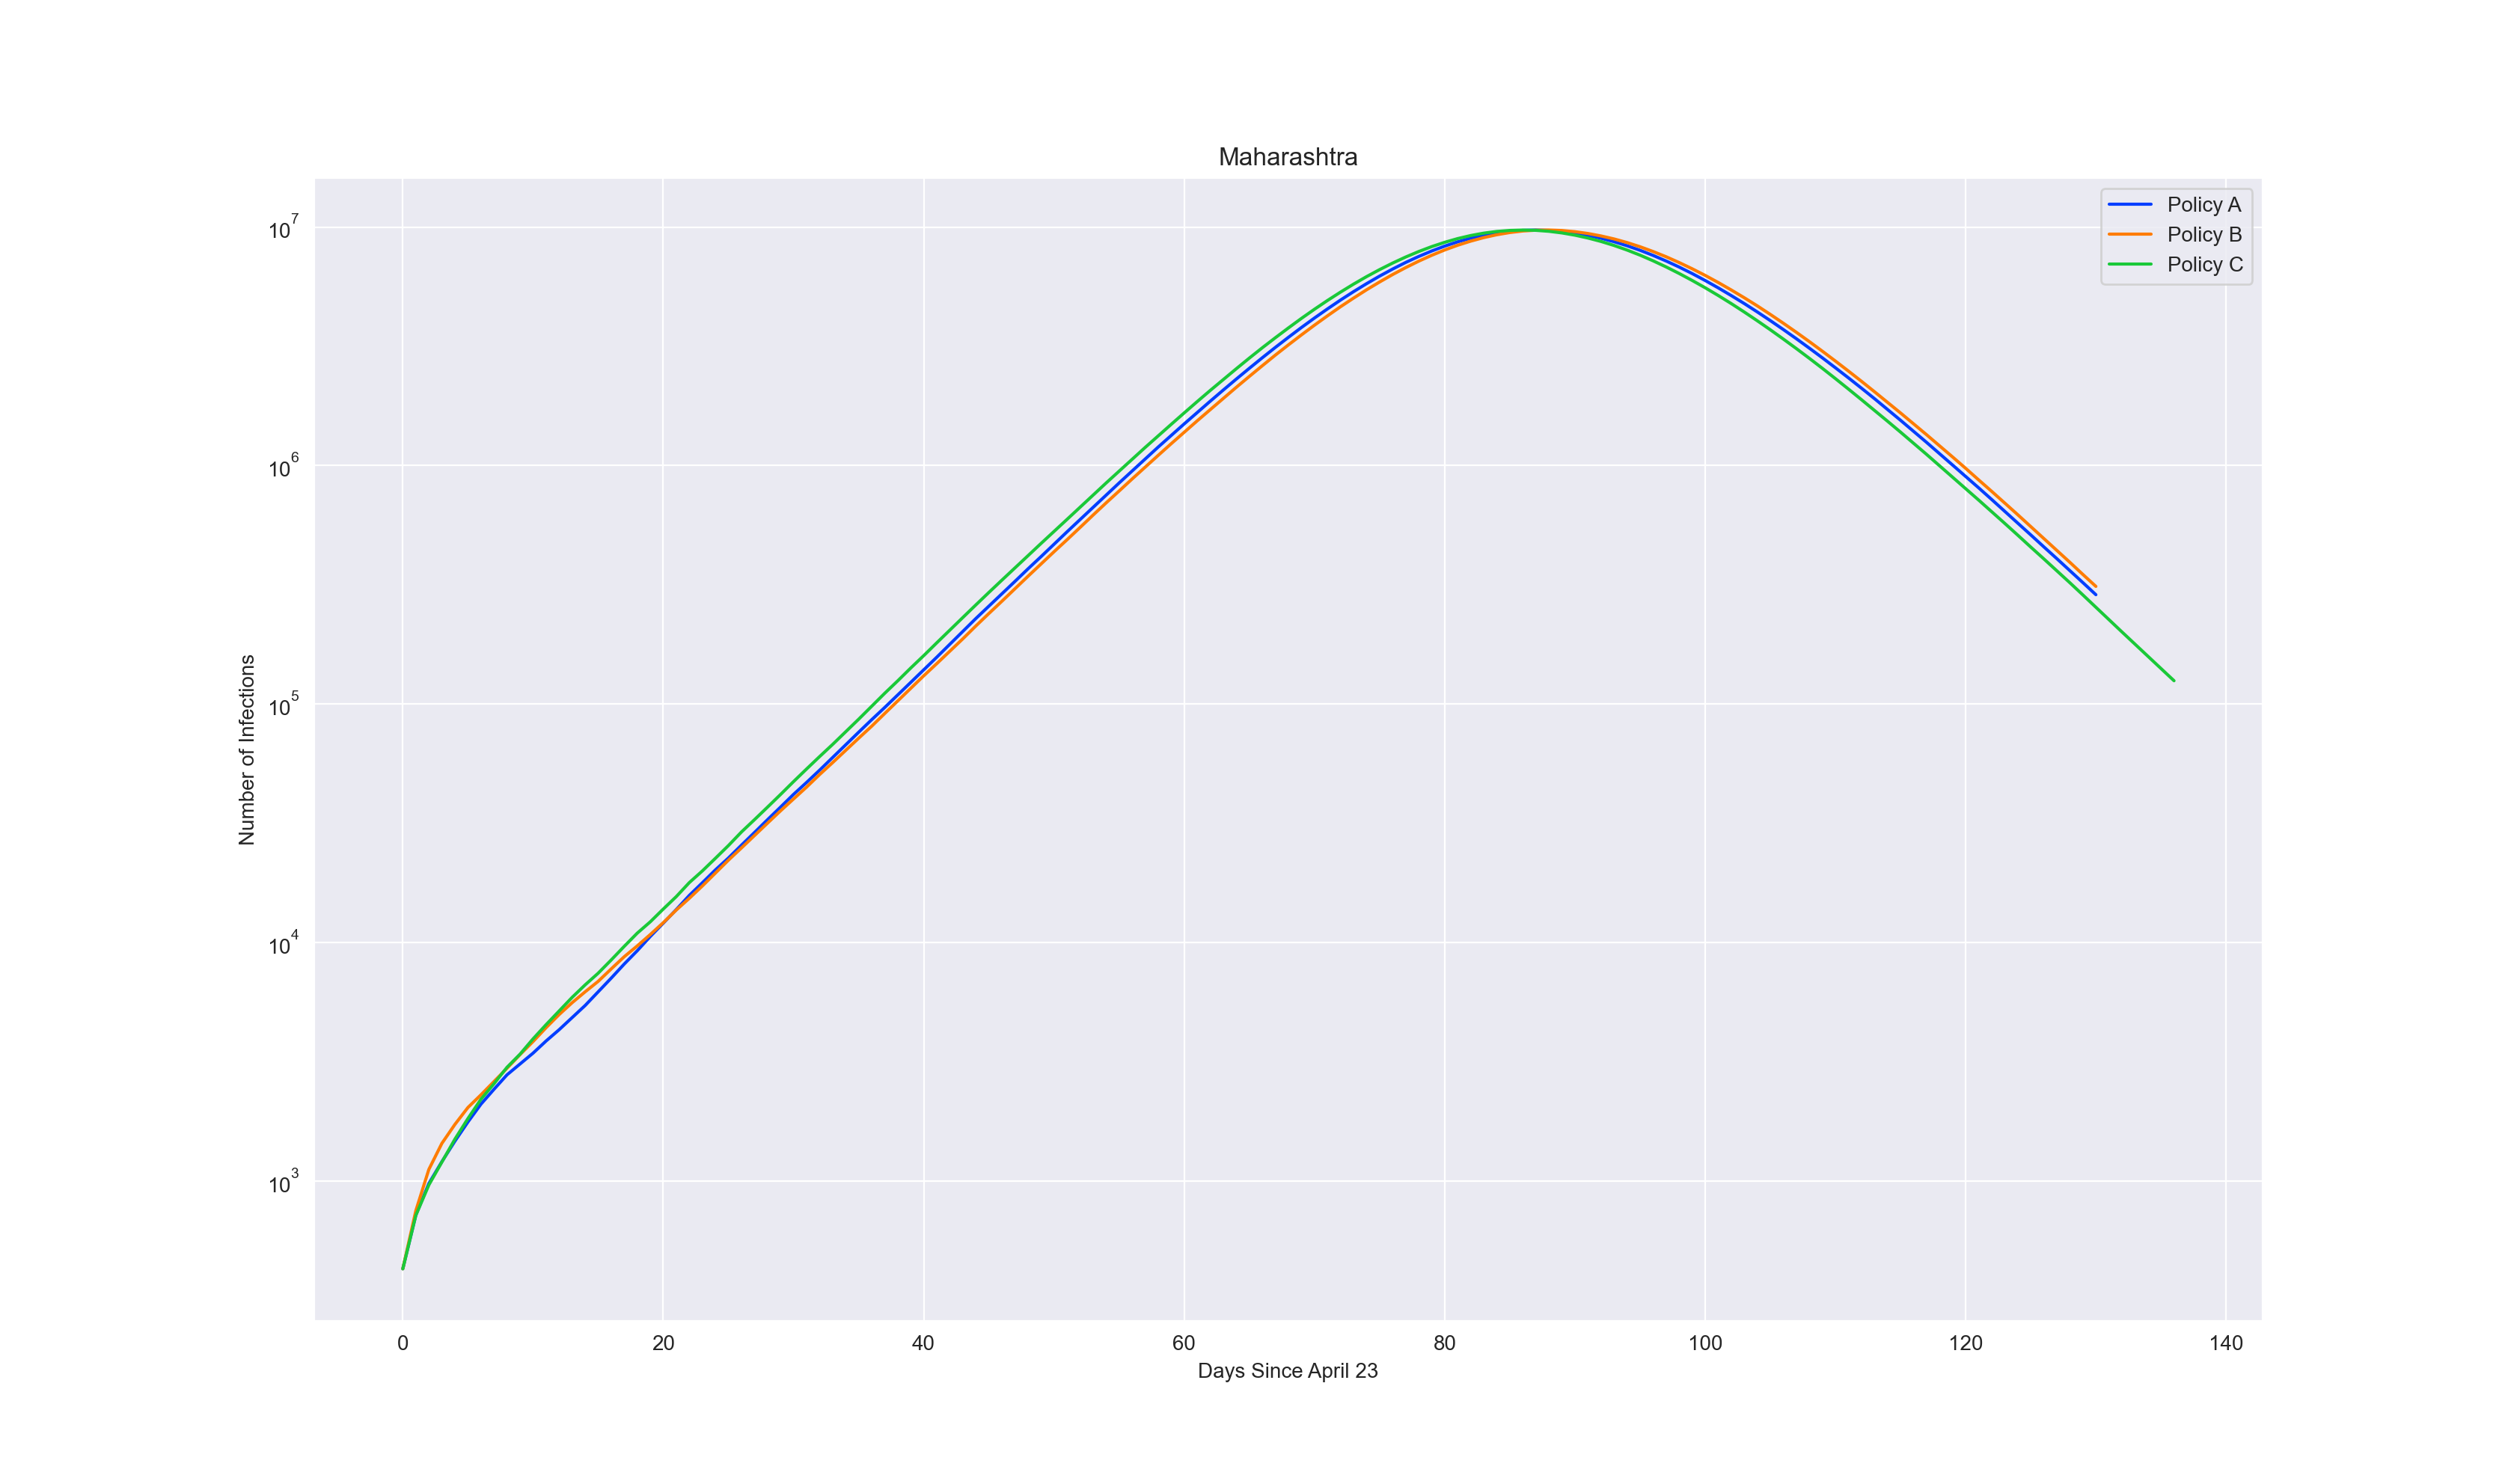 Maharashtra
Policy A
Policy B
Policy C
Number of Infections
10^7
10^6
10^5
10^4
10^3
0 20 40 60 80 100 120 140
Days Since April 23